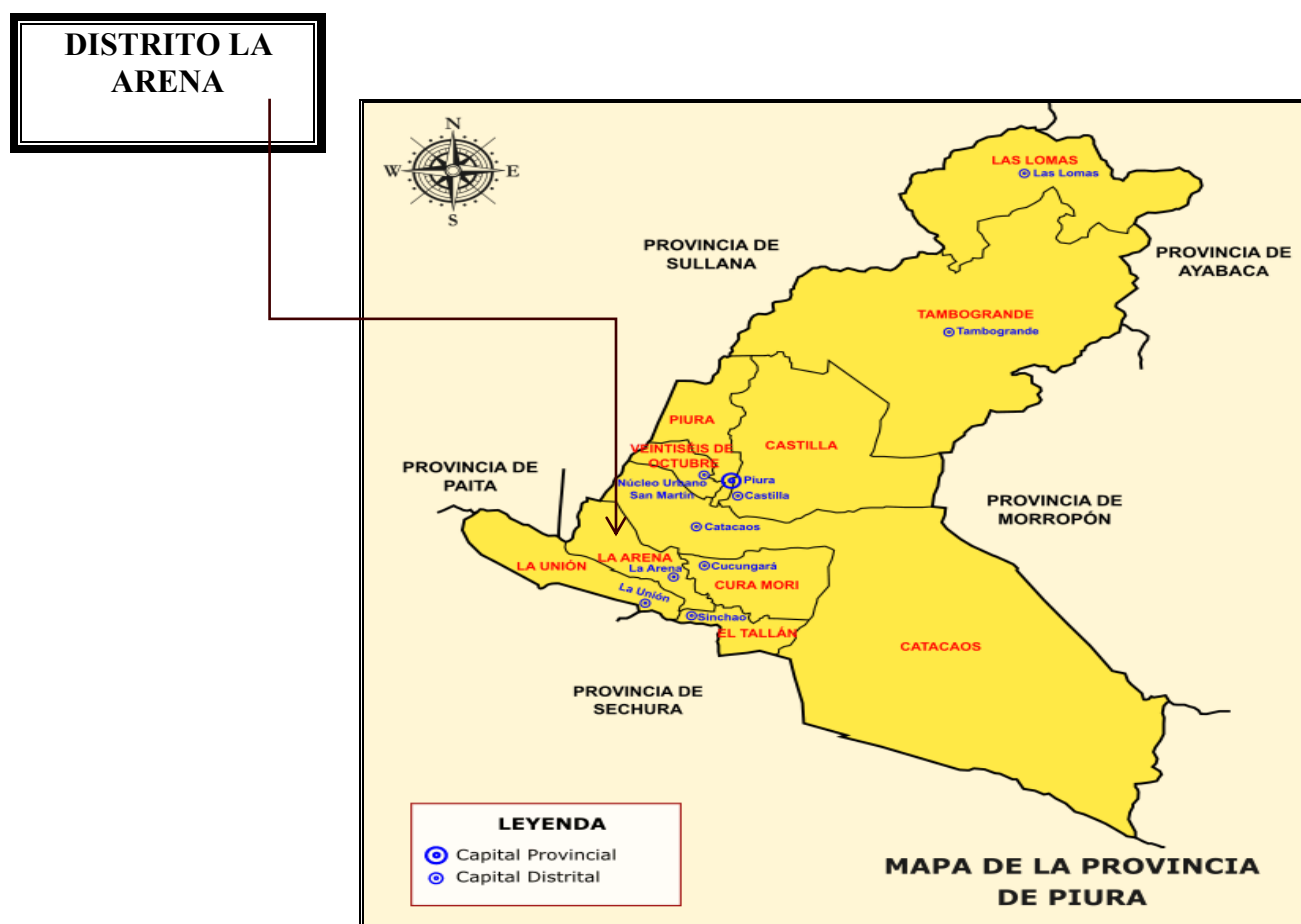 DISTRITO LA
ARENA
N
W
E
S
LAS LOMAS
Las Lomas
PROVINCIA DE
SULLANA
PROVINCIA DE
AYABACA
TAMBOGRANDE
Tambogrande
PIURA
CASTILLA
VEINTISÉIS DE
OCTUBRE
PROVINCIA DE
PAITA
Núcleo Urbano
San Martín
Piura
Castilla
PROVINCIA DE
MORROPÓN
Catacaos
LA ARENA
La Arena
LA UNIÓN
Cucungará
CURA MORI
La Unión
Sinchao
EL TALLÁN
CATACAOS
PROVINCIA DE
SECHURA
LEYENDA
Capital Provincial
Capital Distrital
MAPA DE LA PROVINCIA
DE PIURA